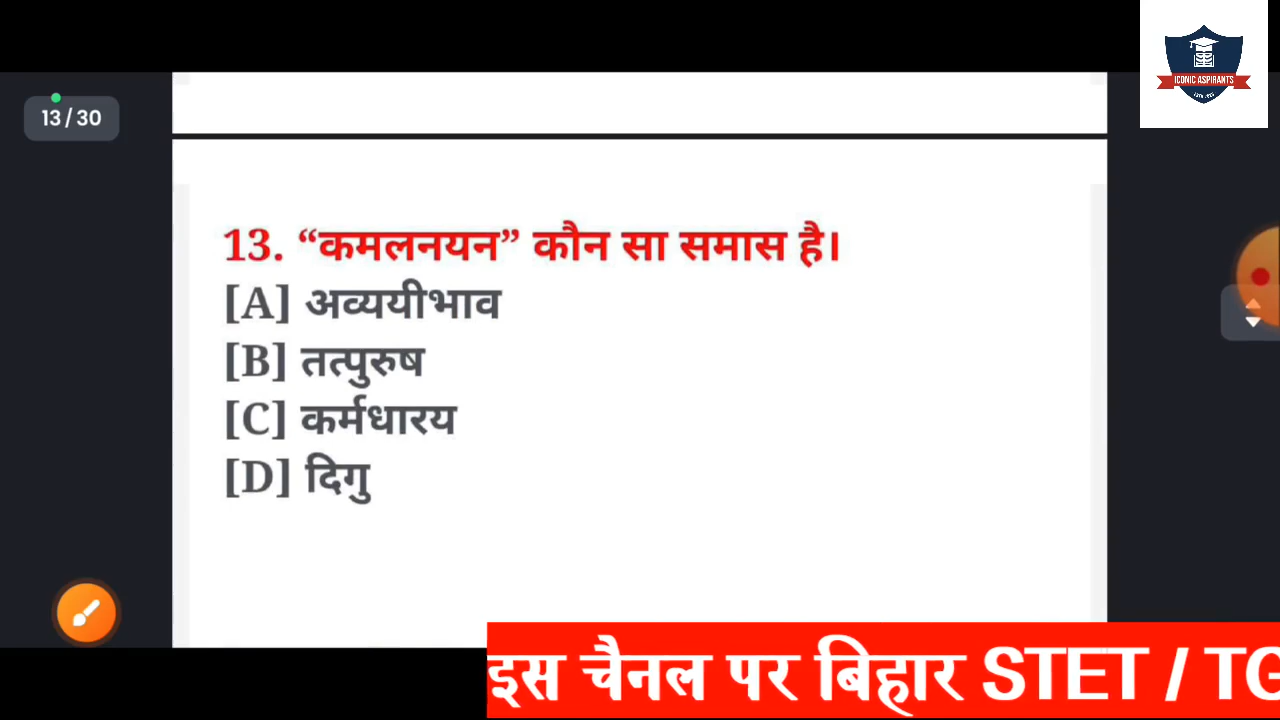 ICONIC ASPIRANTS
13 / 30
13. “कमलनयन” कौन सा समास है।
[A] अव्ययीभाव
[B] तत्पुरुष
[C] कर्मधारय
[D] दिगु
इस चैनल पर बिहार STET / TG